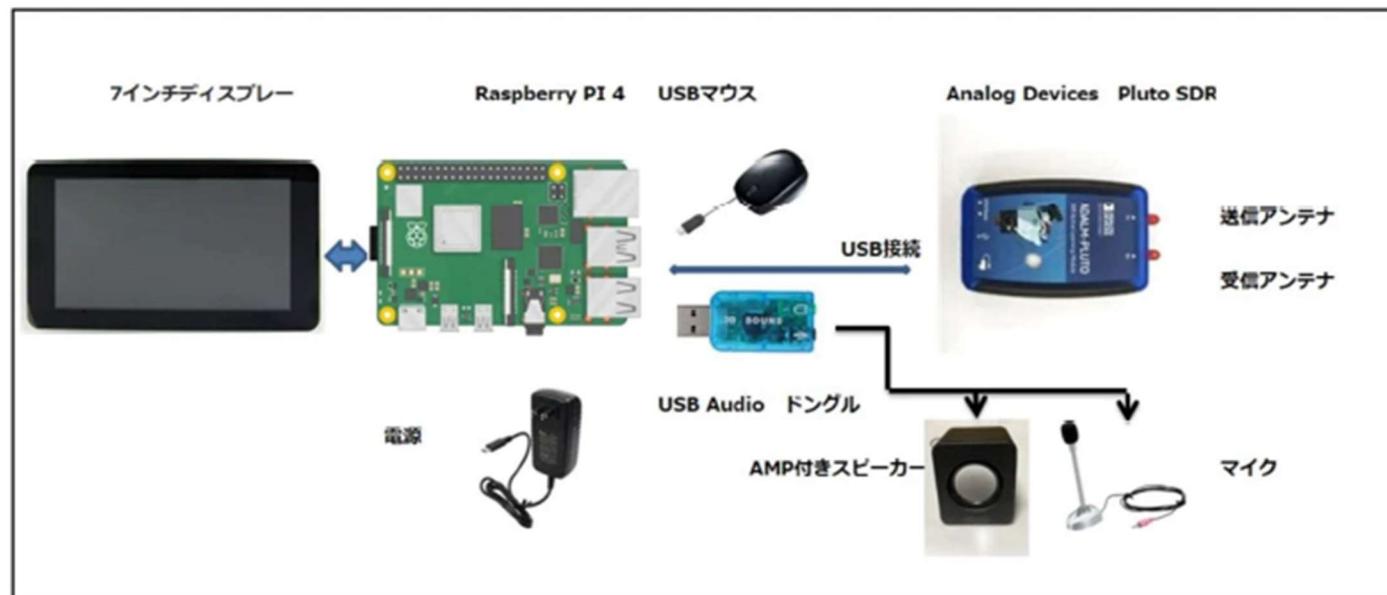 7インチディスプレー
Raspberry PI 4
USBマウス
Analog Devices Pluto SDR
送信アンテナ
USB接続
受信アンテナ
ADALM-PLUTO
SOUND
USB Audio ドングル
電源
AMP付きスピーカー
マイク